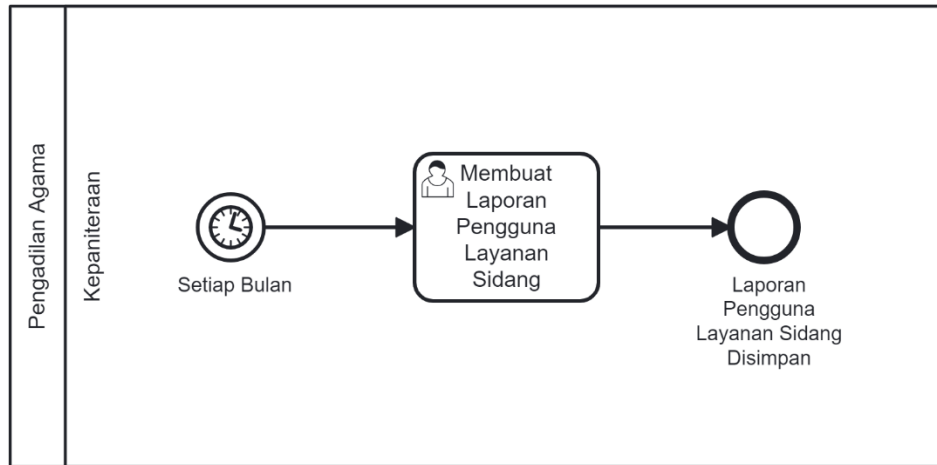 Pengadilan Agama
Kepaniteraan
Setiap Bulan
Membuat
Laporan
Pengguna
Layanan
Sidang
Laporan
Pengguna
Layanan Sidang
Disimpan